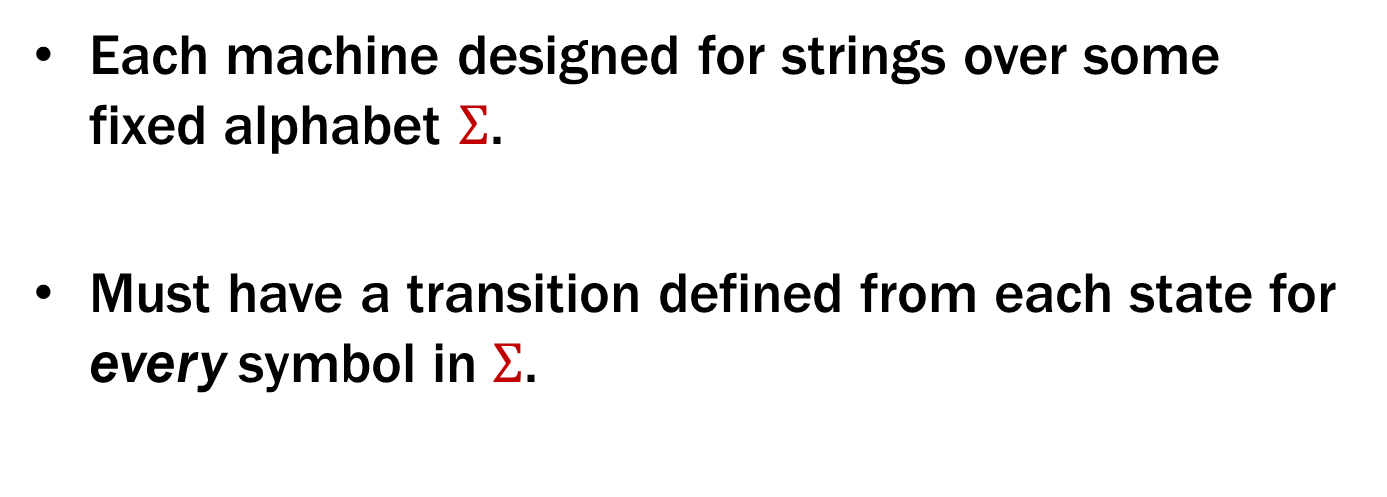 • Each machine designed for strings over some
fixed alphabet Σ.
• Must have a transition defined from each state for
every symbol in Σ.